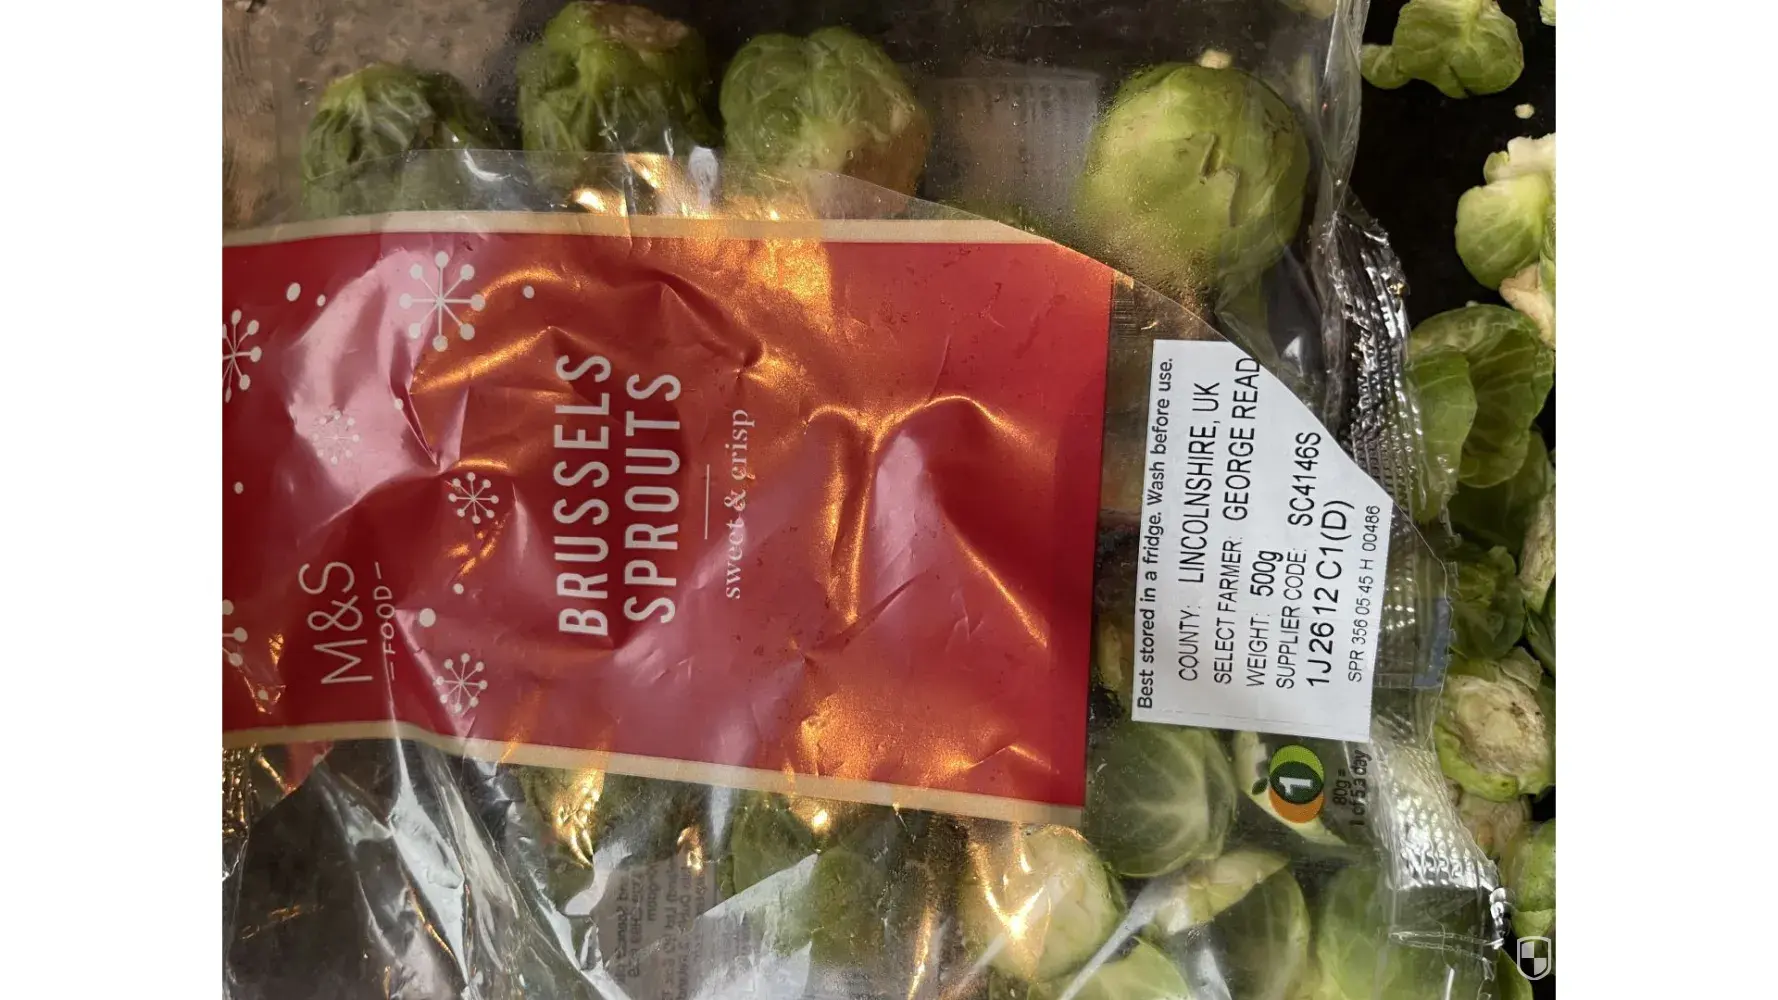 M&S
FOOD
BRUSSELS
SPROUTS
sweet & crisp
Best stored in a fridge. Wash before use.
COUNTY: LINCOLNSHIRE, UK
SELECT FARMER: GEORGE READ
WEIGHT: 500g
SUPPLIER CODE: SC4146S
1J2612 C1(D)
SPR 356 05 45 H 00486
1
80g =
1 of 5 a day